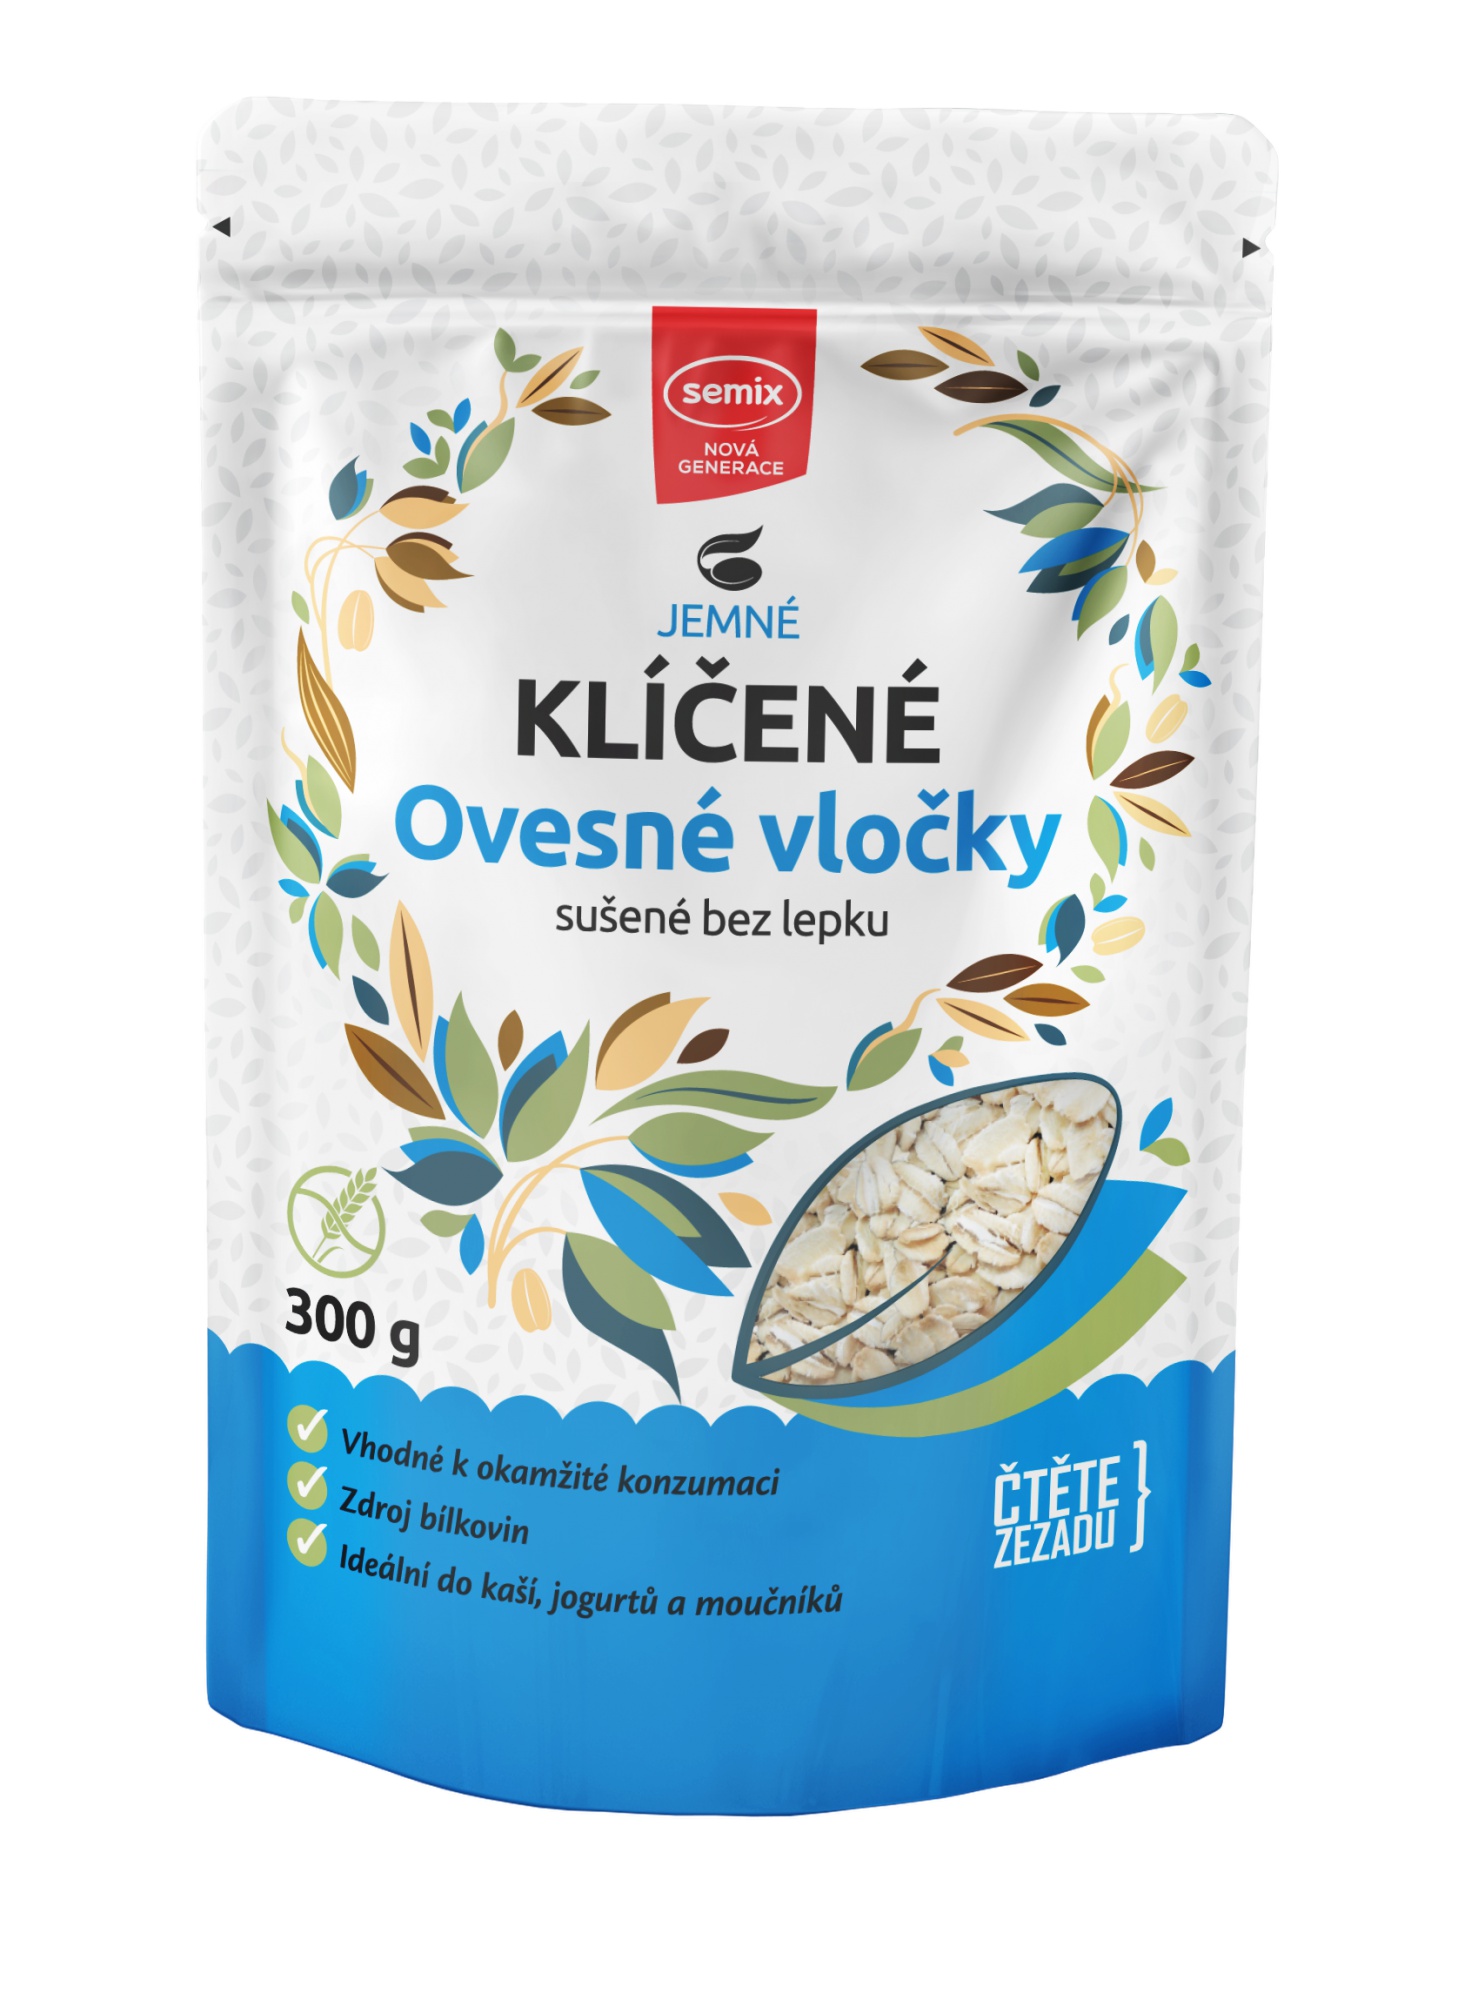 semix
NOVÁ
GENERACE
JEMNÉ
KLÍČENÉ
Ovesné vločky
sušené bez lepku
300 g
Vhodné k okamžité konzumaci
Zdroj bílkovin
Ideální do kaší, jogurtů a moučníků
ČTĚTE
ZEZADU